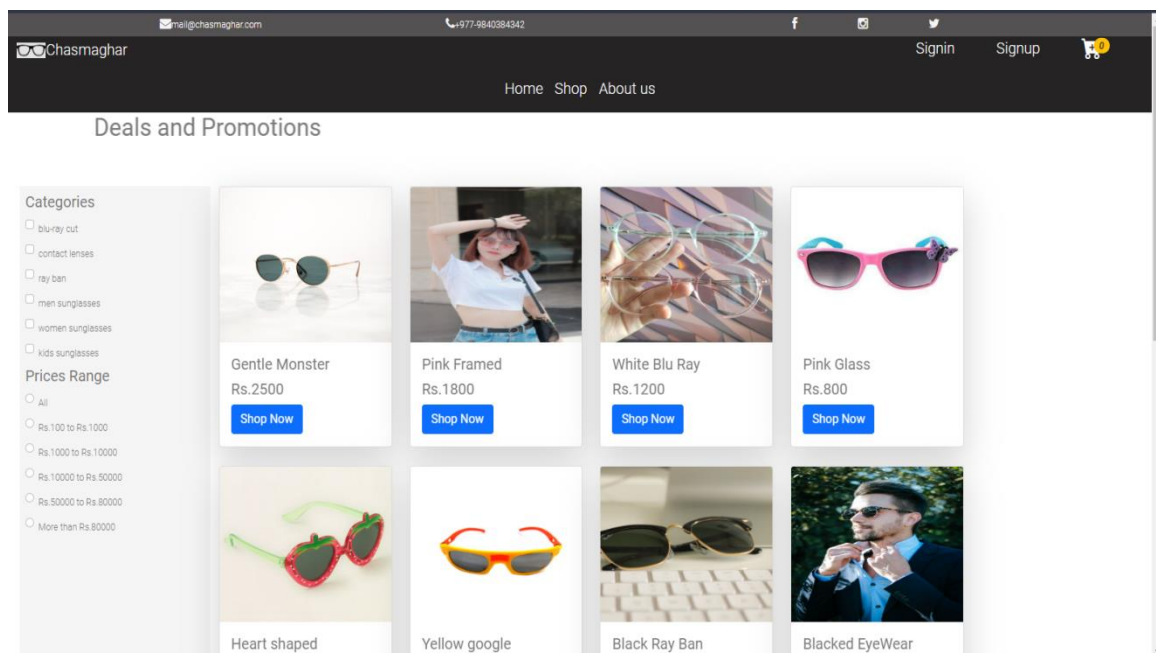 mail@chasmaghar.com
+977-9840384342
Chasmaghar
Signin
Signup
0
Home Shop About us
Deals and Promotions
Categories
blu-ray cut
contact lenses
ray ban
men sunglasses
women sunglasses
kids sunglasses
Prices Range
All
Rs.100 to Rs.1000
Rs.1000 to Rs.10000
Rs.10000 to Rs.50000
Rs.50000 to Rs.80000
More than Rs.80000
Gentle Monster
Rs.2500
Shop Now
Pink Framed
Rs.1800
Shop Now
White Blu Ray
Rs.1200
Shop Now
Pink Glass
Rs.800
Shop Now
Heart shaped
Yellow google
Black Ray Ban
Blacked EyeWear